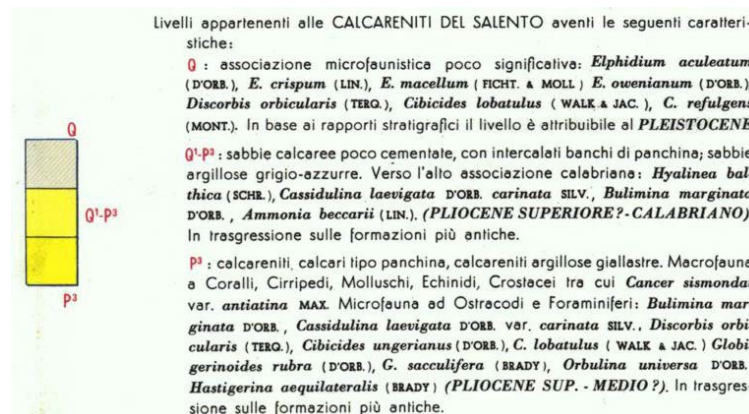 Livelli appartenenti alle CALCARENITI DEL SALENTO aventi le seguenti caratteri-
stiche:
Q : associazione microfaunistica poco significativa: Elphidium aculeatum
(D'ORB.), E. crispum (LIN.), E. macellum (FICHT. & MOLL) E. owenianum (D'ORB.)
Discorbis orbicularis (TERQ.), Cibicides lobatulus (WALK & JAC.), C. refulgens
(MONT.). In base ai rapporti stratigrafici il livello è attribuibile al PLEISTOCENE
Q¹-P³ : sabbie calcaree poco cementate, con intercalati banchi di panchina; sabbie
argillose grigio-azzurre. Verso l'alto associazione calabriana: Hyalinea bal-
thica (SCHR.), Cassidulina laevigata D'ORB. carinata SILV., Bulimina marginata
D'ORB., Ammonia beccarii (LIN.). (PLIOCENE SUPERIORE?-CALABRIANO)
In trasgressione sulle formazioni più antiche.
P³ : calcareniti, calcari tipo panchina, calcareniti argillose giallastre. Macrofauna
a Coralli, Cirripedi, Molluschi, Echinidi, Crostacei tra cui Cancer sismondai
var. antiatina MAX. Microfauna ad Ostracodi e Foraminiferi: Bulimina mar-
ginata D'ORB., Cassidulina laevigata D'ORB. var. carinata SILV., Discorbis orbi-
cularis (TERQ.), Cibicides ungerianus (D'ORB.), C. lobatulus ( WALK & JAC.) Globi-
gerinoides rubra (D'ORB.), G. sacculifera (BRADY), Orbulina universa D'ORB.
Hastigerina aequilateralis (BRADY) (PLIOCENE SUP. - MEDIO ?). In trasgres-
sione sulle formazioni più antiche.
Q
Q¹-P³
P³